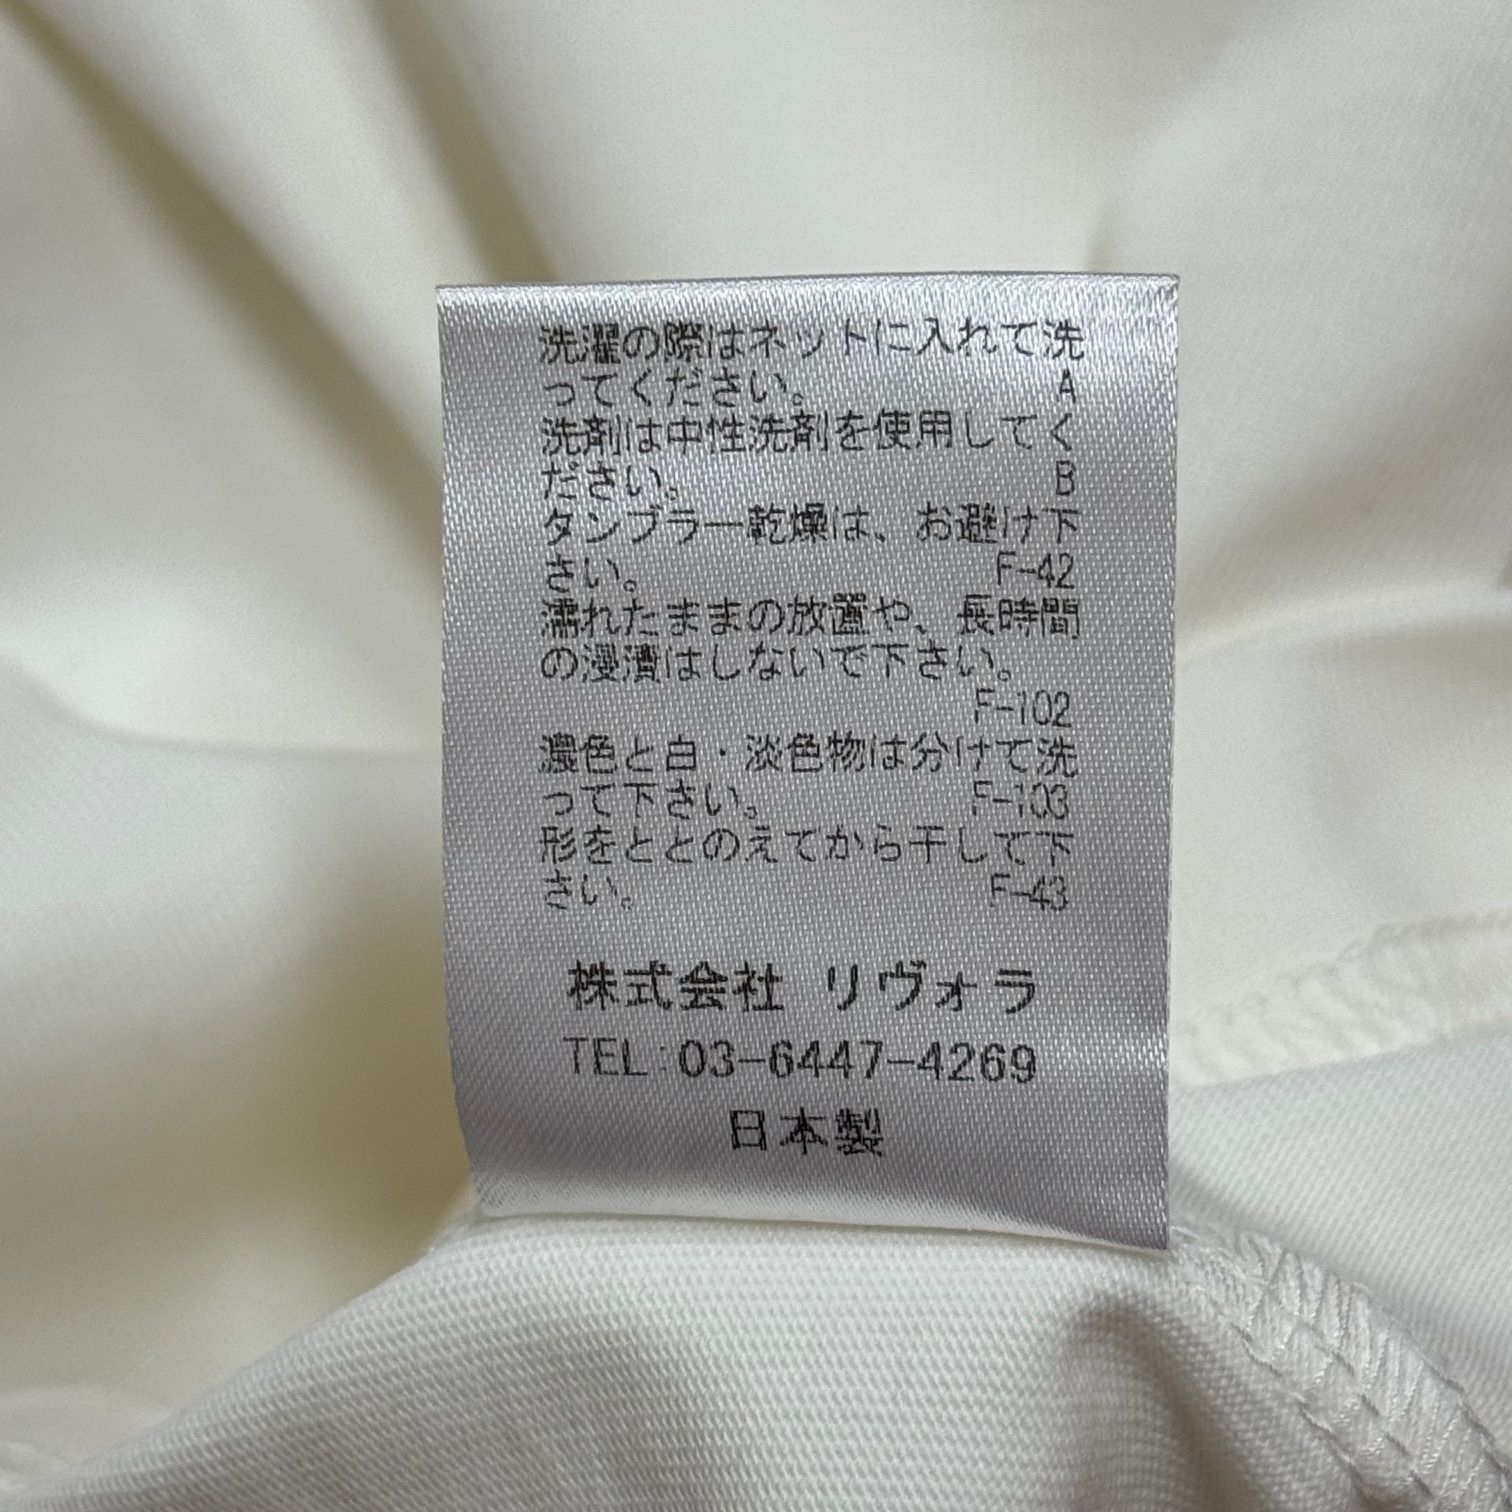 洗濯の際はネットに入れて洗
ってください。 A
洗剤は中性洗剤を使用してく
ださい。 B
タンブラー乾燥は、お避け下
さい。 F-42
濡れたままの放置や、長時間
の浸漬はしないで下さい。
F-102
濃色と白・淡色物は分けて洗
って下さい。 F-103
形をととのえてから干して下
さい。 F-43
株式会社 リヴォラ
TEL:03-6447-4269
日本製